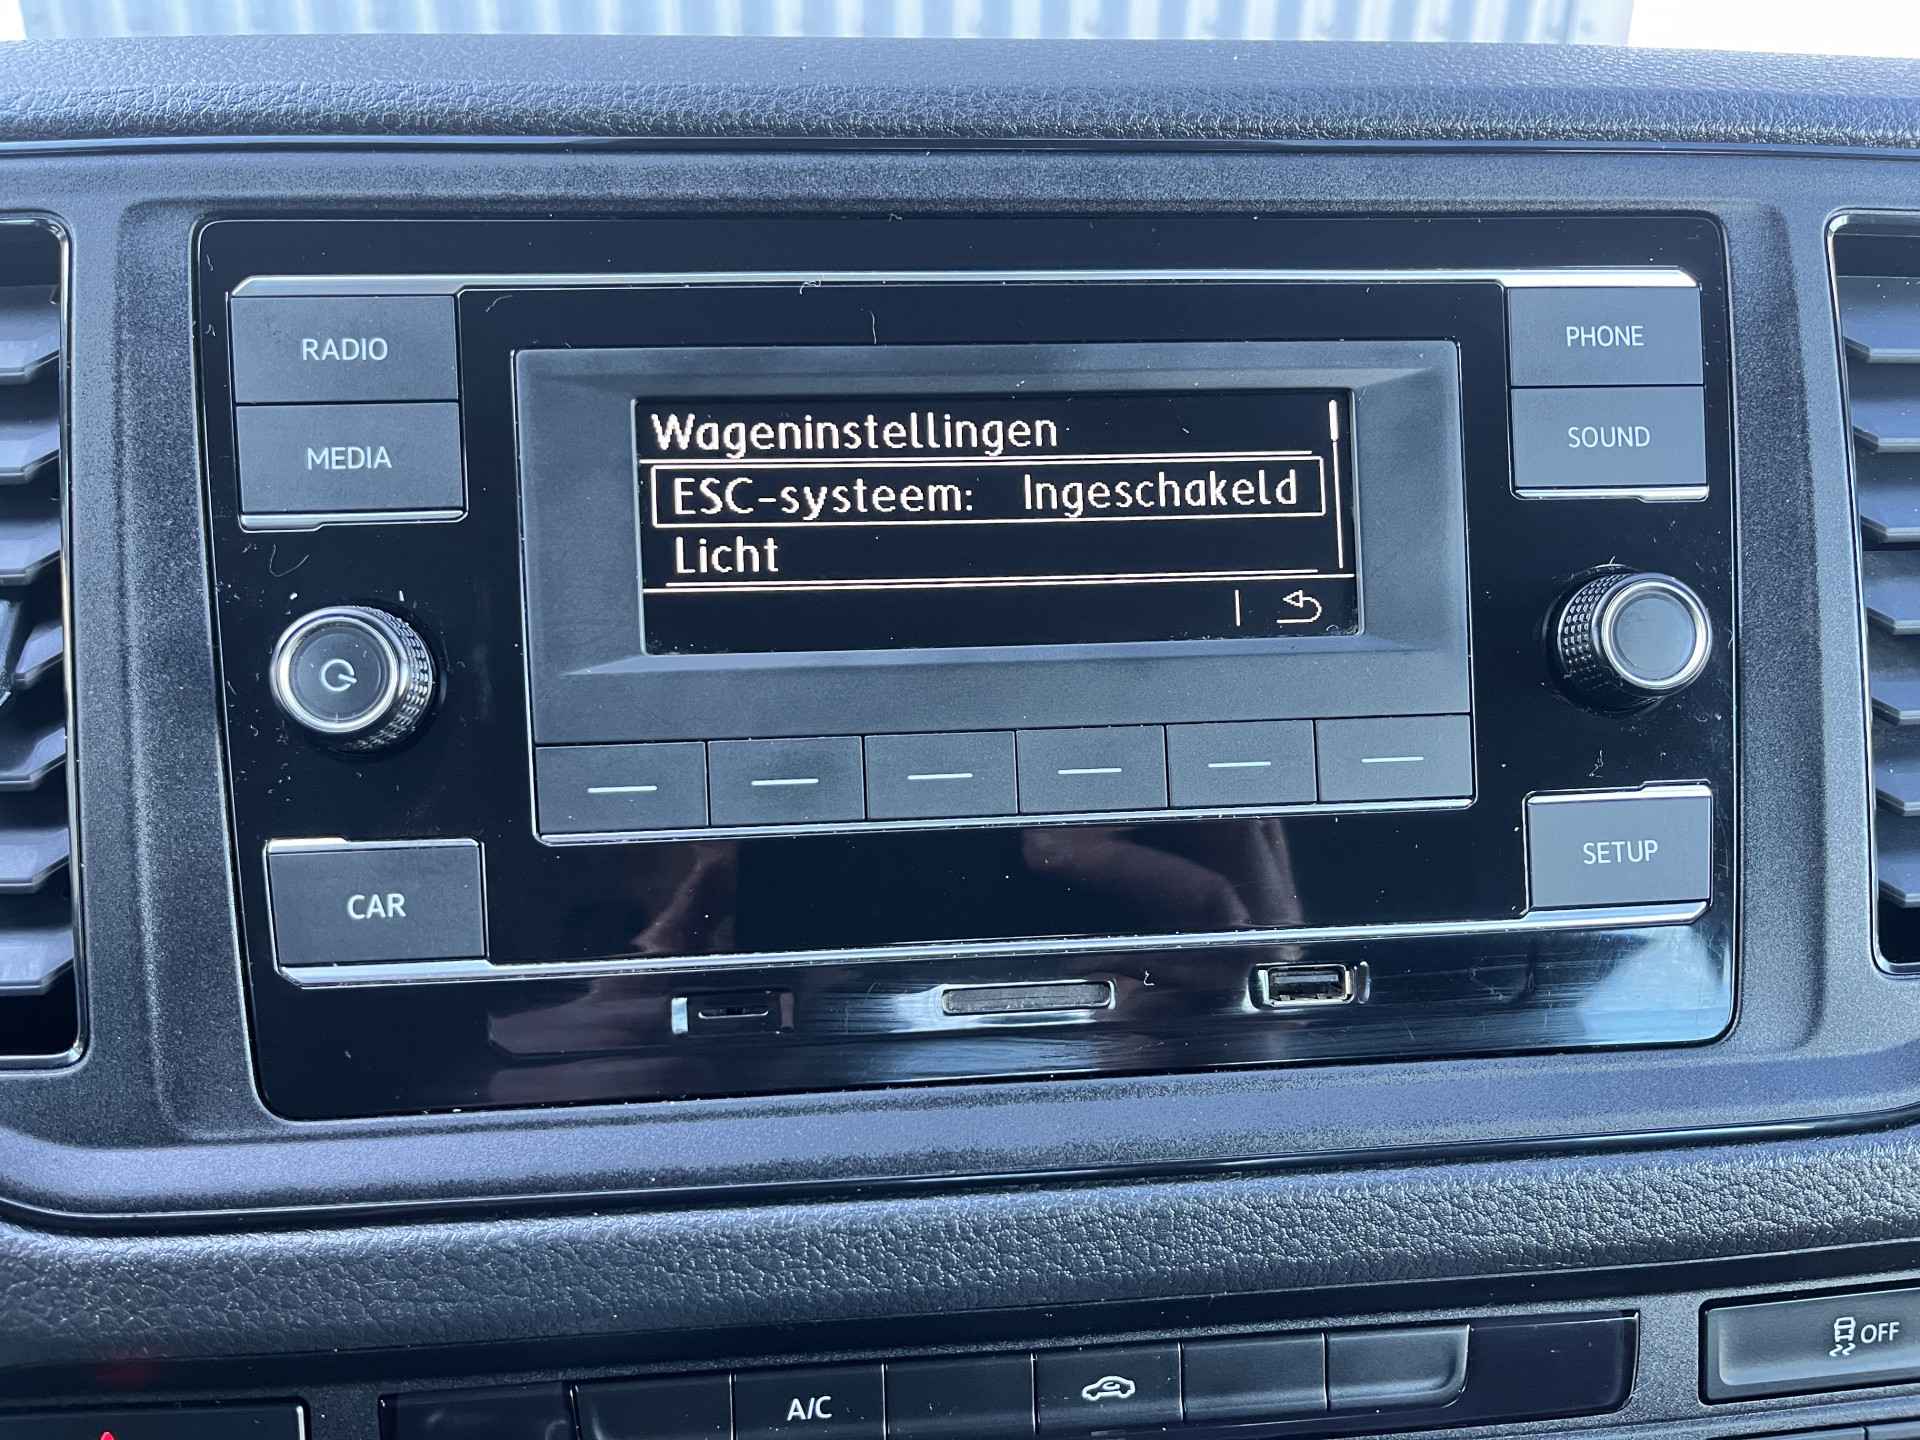 RADIO
MEDIA
PHONE
SOUND
Wageninstellingen
ESC-systeem: Ingeschakeld
Licht
CAR
SETUP
A/C
OFF